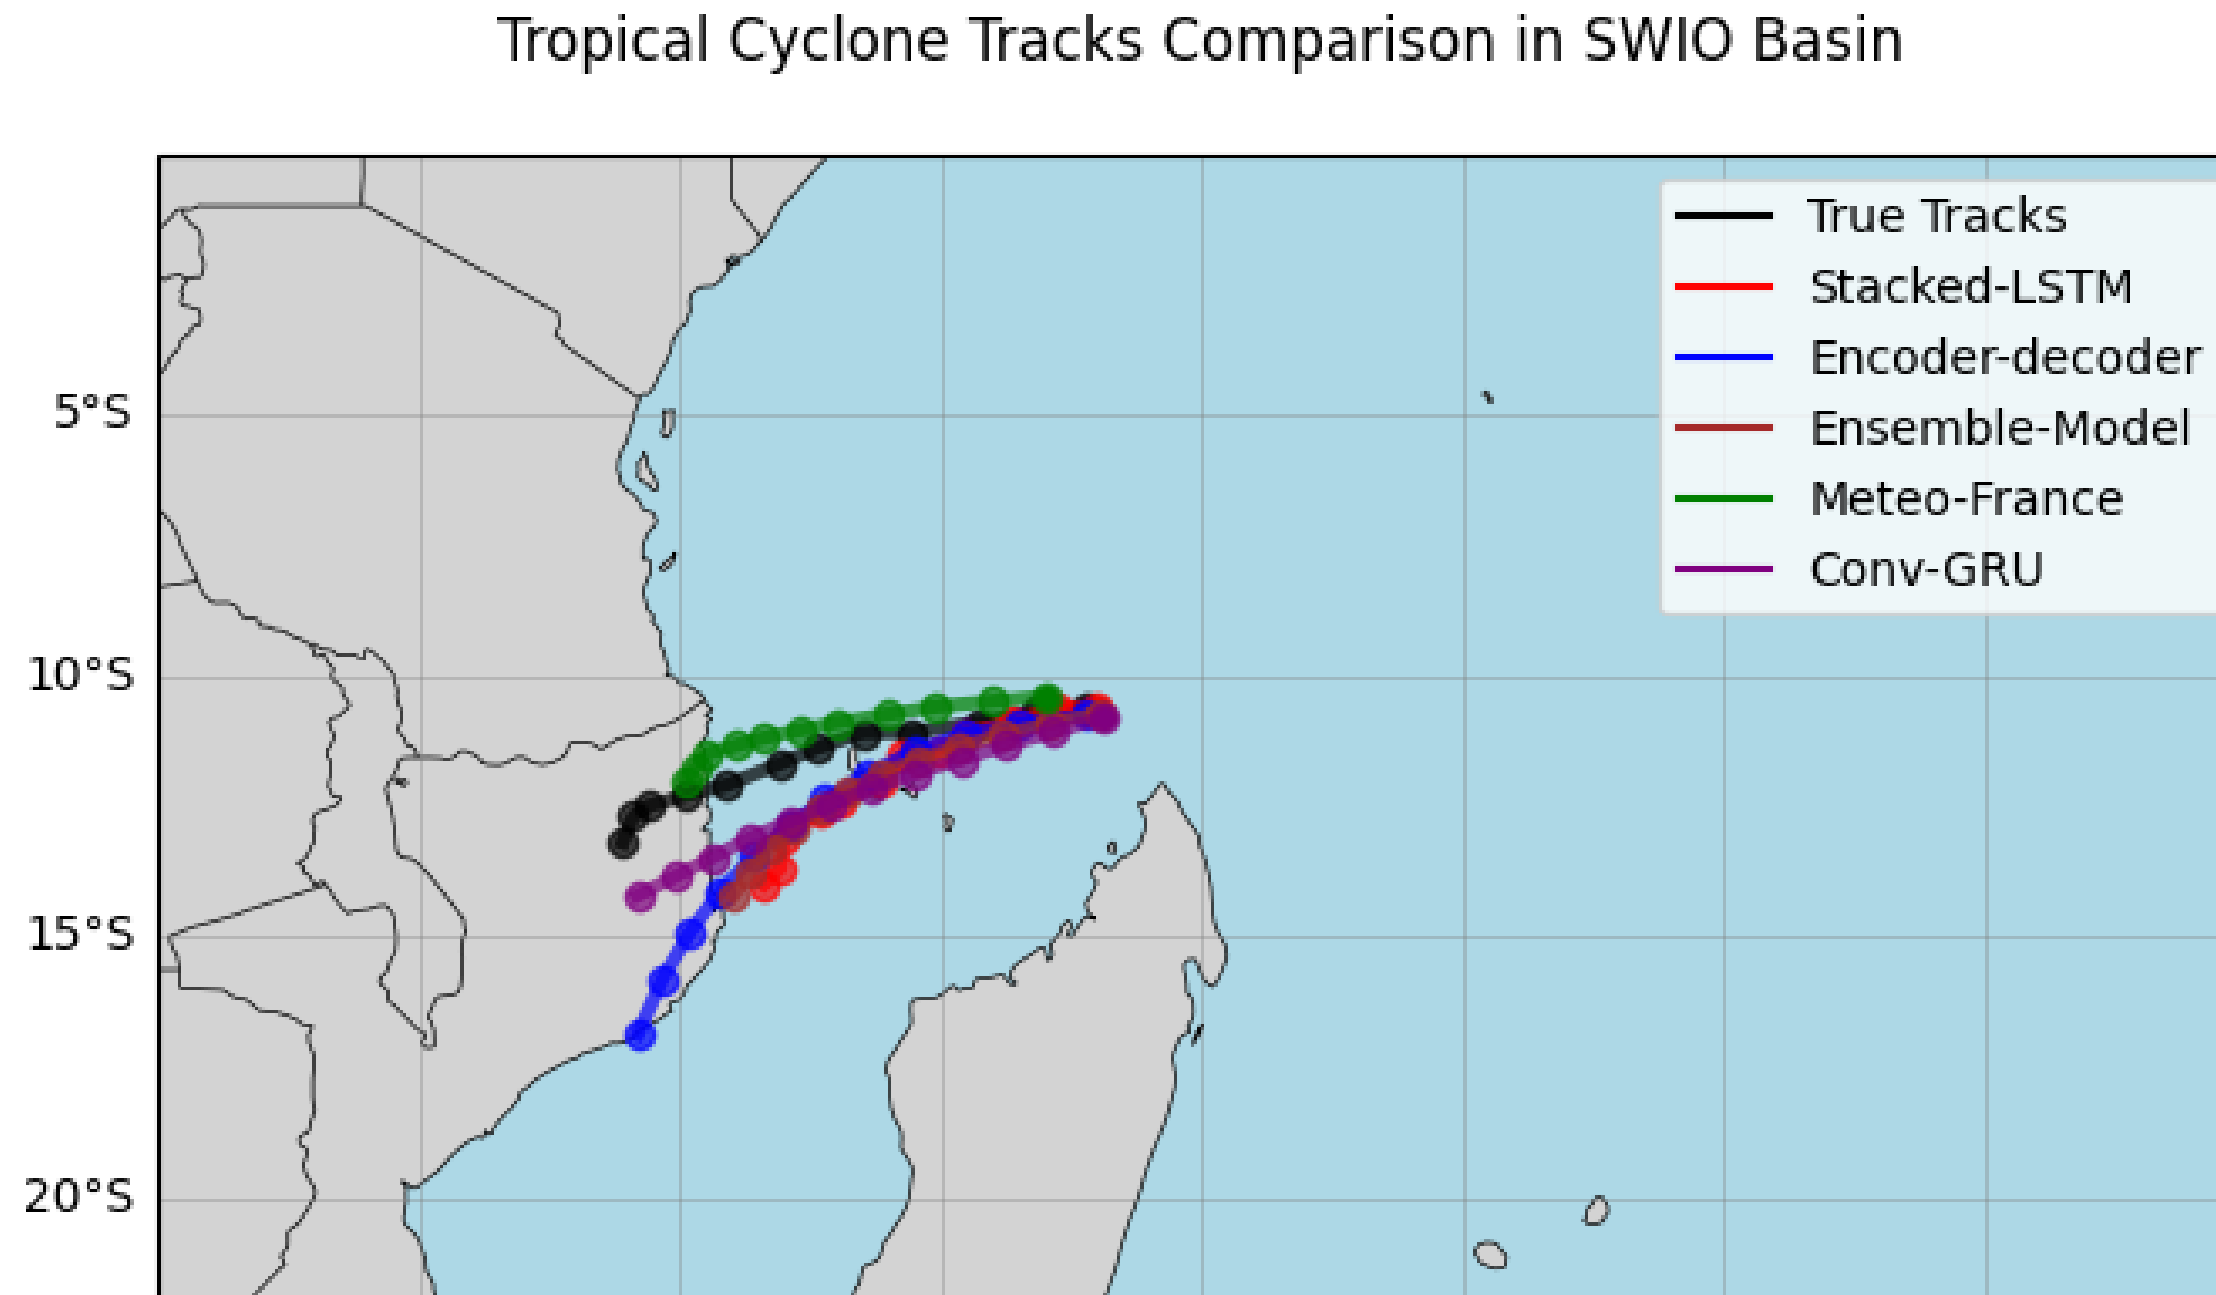 Tropical Cyclone Tracks Comparison in SWIO Basin
True Tracks
Stacked-LSTM
Encoder-decoder
Ensemble-Model
Meteo-France
Conv-GRU
5°S
10°S
15°S
20°S